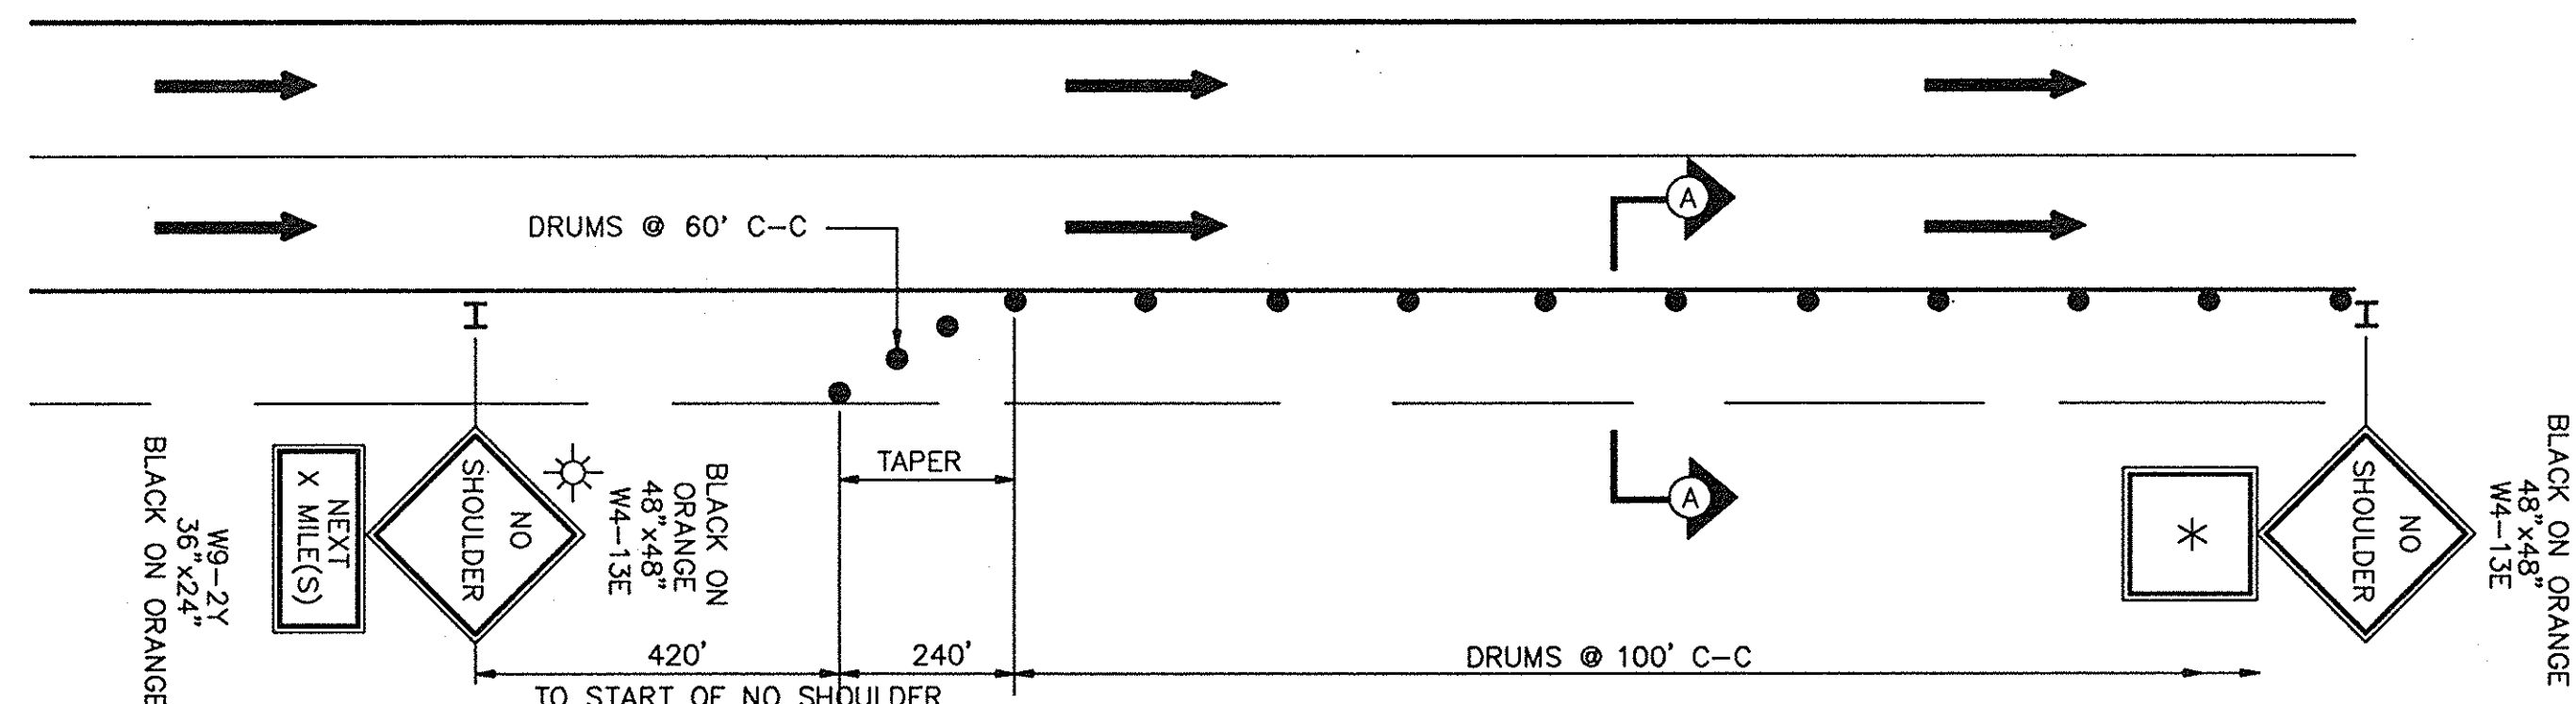 DRUMS @ 60' C-C
A
TAPER
A
BLACK ON ORANGE
W9-2Y
36"x24"
NEXT
X MILE(S)
NO
SHOULDER
BLACK ON
ORANGE
48"x48"
W4-13E
420'
240'
TO START OF NO SHOULDER
DRUMS @ 100' C-C
*
NO
SHOULDER
BLACK ON ORANGE
48"x48"
W4-13E